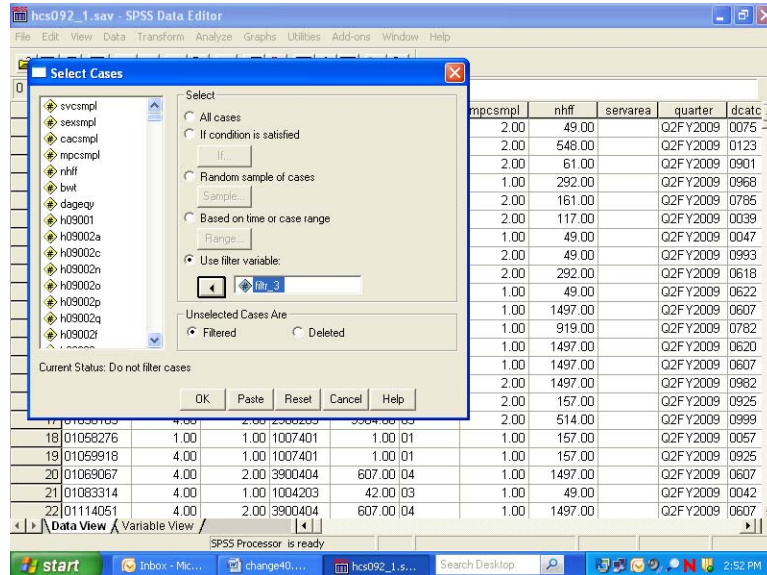 hcs092_1.sav - SPSS Data Editor
File Edit View Data Transform Analyze Graphs Utilities Add-ons Window Help
Select Cases
0
svcsmpl
sexsmpl
cacsmpl
mpcsmpl
nhff
bwt
dageqy
h09001
h09002a
h09002c
h09002n
h09002o
h09002p
h09002q
h09002f
Select
All cases
If condition is satisfied
If...
Random sample of cases
Sample...
Based on time or case range
Range...
Use filter variable:
filtr_3
Unselected Cases Are
Filtered Deleted
Current Status: Do not filter cases
OK Paste Reset Cancel Help
mpcsmpl nhff servarea quarter dcatc
2.00 49.00 Q2FY2009 0075
2.00 548.00 Q2FY2009 0123
2.00 61.00 Q2FY2009 0901
1.00 292.00 Q2FY2009 0968
2.00 161.00 Q2FY2009 0785
2.00 117.00 Q2FY2009 0039
1.00 49.00 Q2FY2009 0047
2.00 49.00 Q2FY2009 0993
2.00 292.00 Q2FY2009 0618
1.00 49.00 Q2FY2009 0622
1.00 1497.00 Q2FY2009 0607
1.00 919.00 Q2FY2009 0782
1.00 1497.00 Q2FY2009 0620
1.00 1497.00 Q2FY2009 0607
2.00 1497.00 Q2FY2009 0982
2.00 157.00 Q2FY2009 0925
2.00 514.00 Q2FY2009 0999
18 01058276 1.00 1.00 1007401 1.00 01 1.00 157.00 Q2FY2009 0057
19 01059918 4.00 1.00 1007401 1.00 01 1.00 157.00 Q2FY2009 0925
20 01069067 4.00 2.00 3900404 607.00 04 1.00 1497.00 Q2FY2009 0607
21 01083314 4.00 1.00 1004203 42.00 03 1.00 49.00 Q2FY2009 0042
22 01114051 4.00 2.00 3900404 607.00 04 1.00 1497.00 Q2FY2009 0607
Data View Variable View
SPSS Processor is ready
start Inbox - Mic... change40.... hcs092_1.s... Search Desktop N 2:52 PM